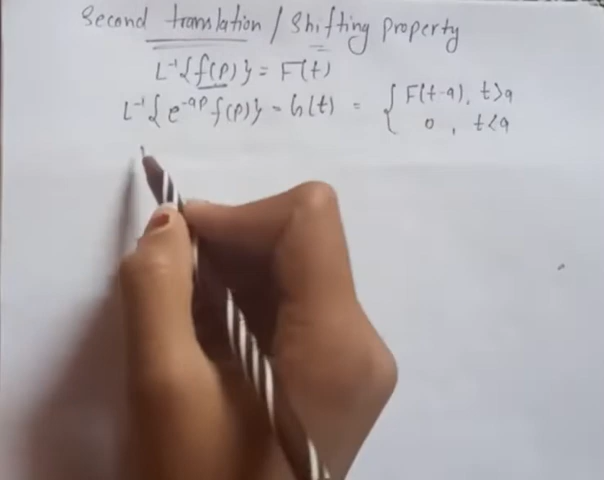 Second translation / Shifting property
L⁻¹{f(p)} = F(t)
L⁻¹{e⁻ᵃᵖ f(p)} = G(t) = { F(t-a), t>a
0, t<a